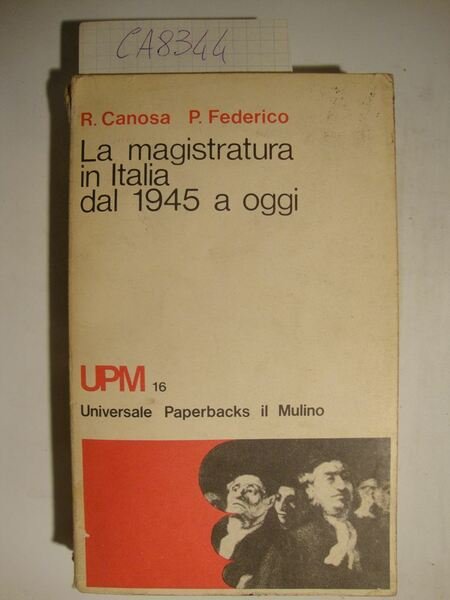 CA8344
R. Canosa P. Federico
La magistratura
in Italia
dal 1945 a oggi
UPM 16
Universale Paperbacks il Mulino